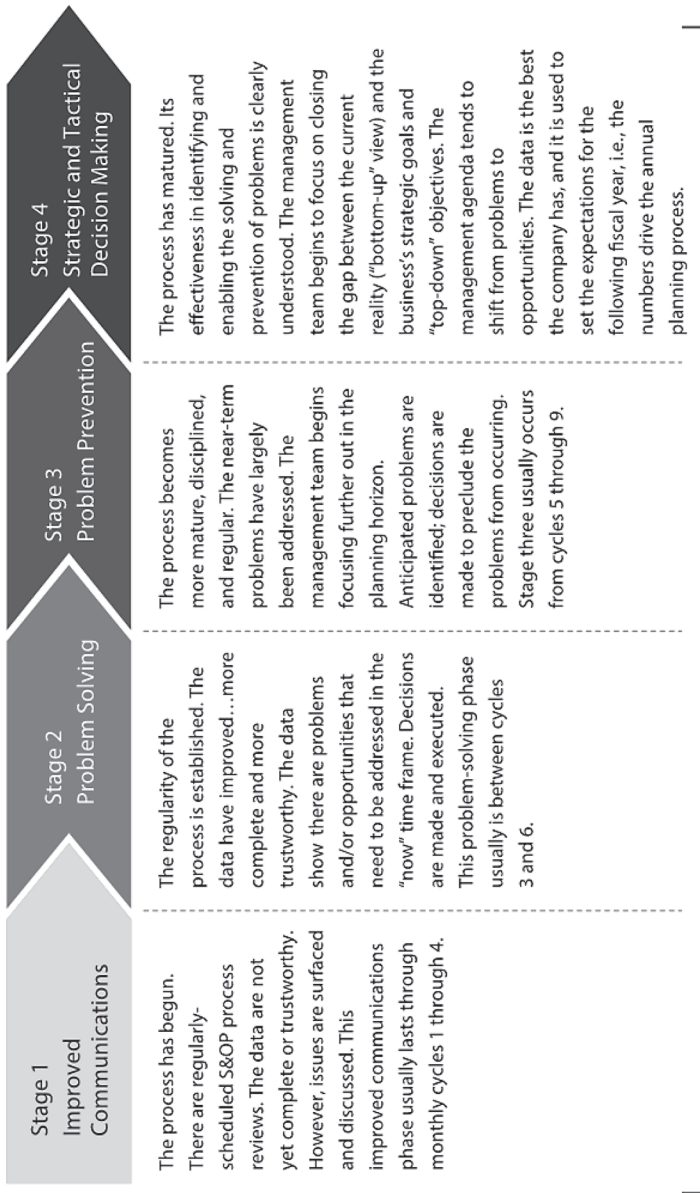 Stage 1
Improved
Communications
The process has begun.
There are regularly-
scheduled S&OP process
reviews. The data are not
yet complete or trustworthy.
However, issues are surfaced
and discussed. This
improved communications
phase usually lasts through
monthly cycles 1 through 4.
Stage 2
Problem Solving
The regularity of the
process is established. The
data have improved…more
complete and more
trustworthy. The data
show there are problems
and/or opportunities that
need to be addressed in the
“now” time frame. Decisions
are made and executed.
This problem-solving phase
usually is between cycles
3 and 6.
Stage 3
Problem Prevention
The process becomes
more mature, disciplined,
and regular. The near-term
problems have largely
been addressed. The
management team begins
focusing further out in the
planning horizon.
Anticipated problems are
identified; decisions are
made to preclude the
problems from occurring.
Stage three usually occurs
from cycles 5 through 9.
Stage 4
Strategic and Tactical
Decision Making
The process has matured. Its
effectiveness in identifying and
enabling the solving and
prevention of problems is clearly
understood. The management
team begins to focus on closing
the gap between the current
reality (“bottom-up” view) and the
business’s strategic goals and
“top-down” objectives. The
management agenda tends to
shift from problems to
opportunities. The data is the best
the company has, and it is used to
set the expectations for the
following fiscal year, i.e., the
numbers drive the annual
planning process.